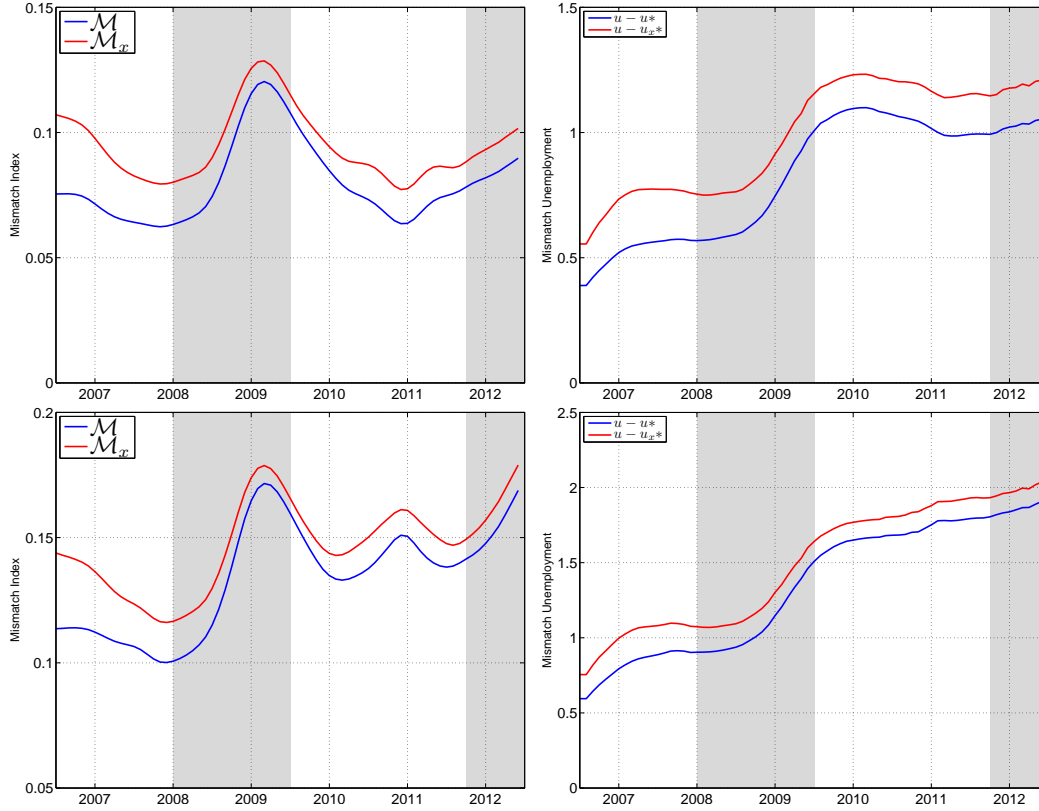 0.15
0.1
0.05
0
Mismatch Index
ℳ
ℳₓ
2007 2008 2009 2010 2011 2012
1.5
1
0.5
0
Mismatch Unemployment
u − u*
u − uₓ*
2007 2008 2009 2010 2011 2012
0.2
0.15
0.1
0.05
Mismatch Index
ℳ
ℳₓ
2007 2008 2009 2010 2011 2012
2.5
2
1.5
1
0.5
0
Mismatch Unemployment
u − u*
u − uₓ*
2007 2008 2009 2010 2011 2012